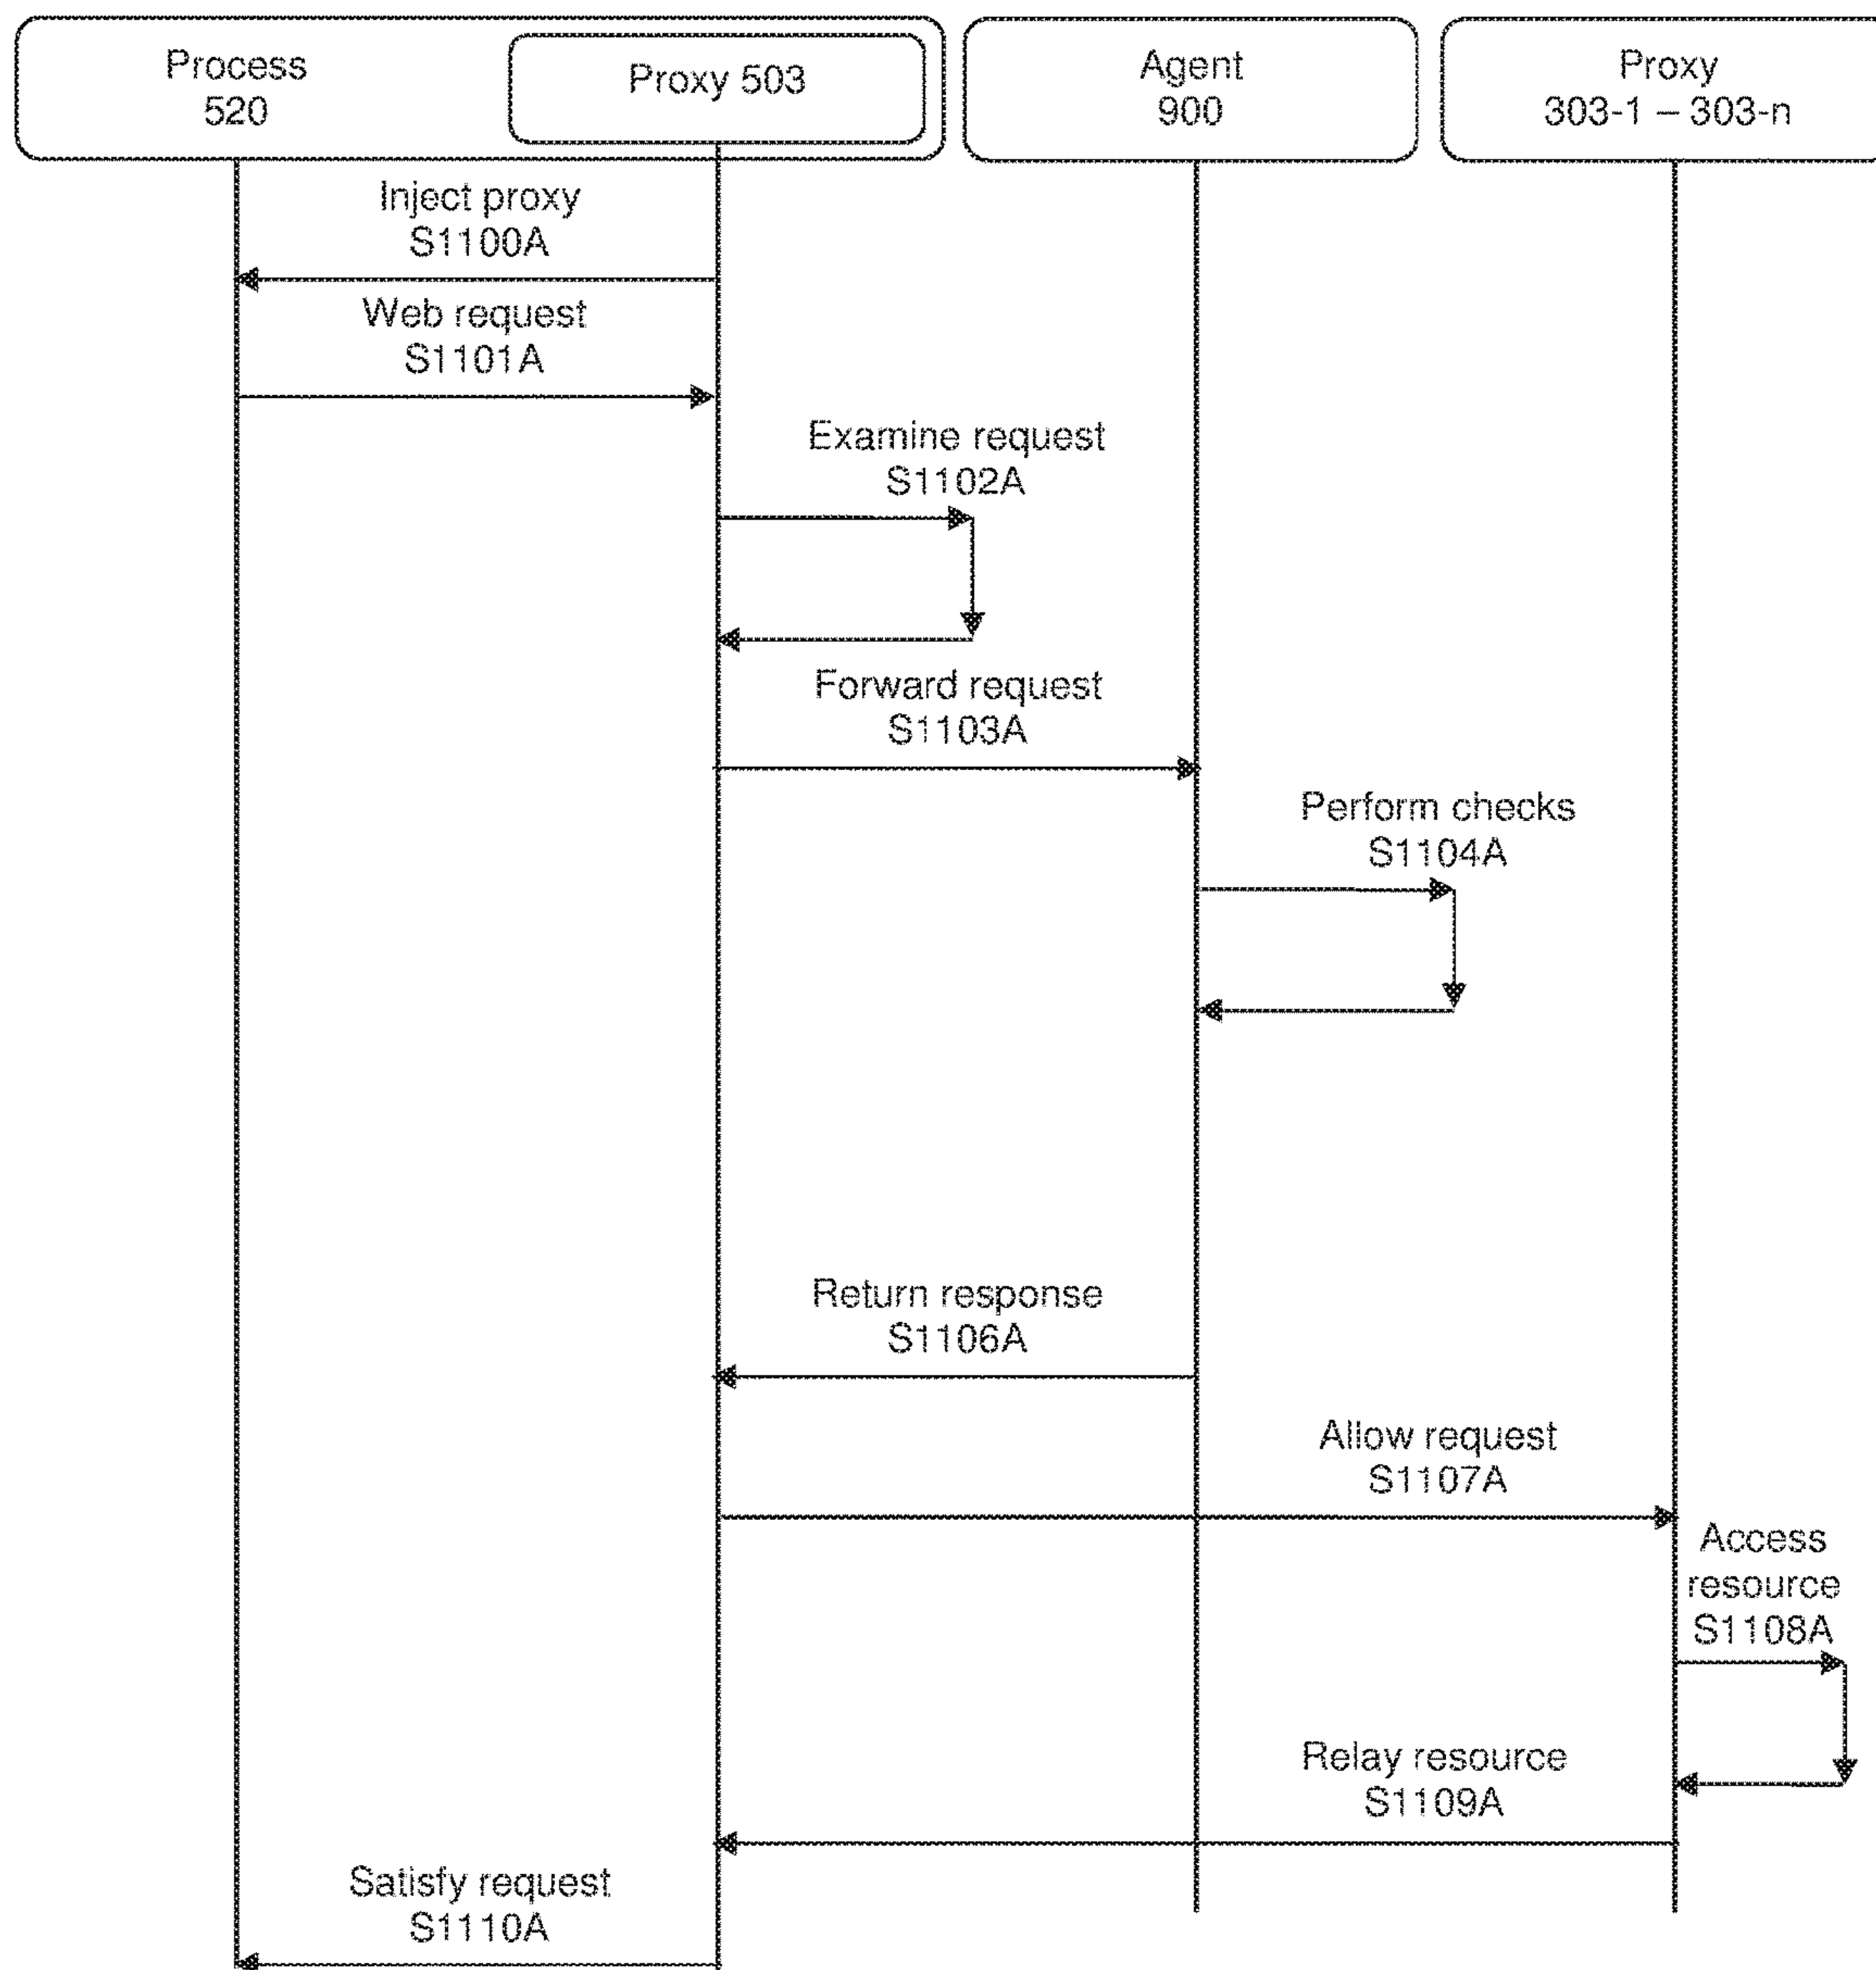 Process
520
Proxy 503
Agent
900
Proxy
303-1 – 303-n
Inject proxy
S1100A
Web request
S1101A
Examine request
S1102A
Forward request
S1103A
Perform checks
S1104A
Return response
S1106A
Allow request
S1107A
Access
resource
S1108A
Relay resource
S1109A
Satisfy request
S1110A